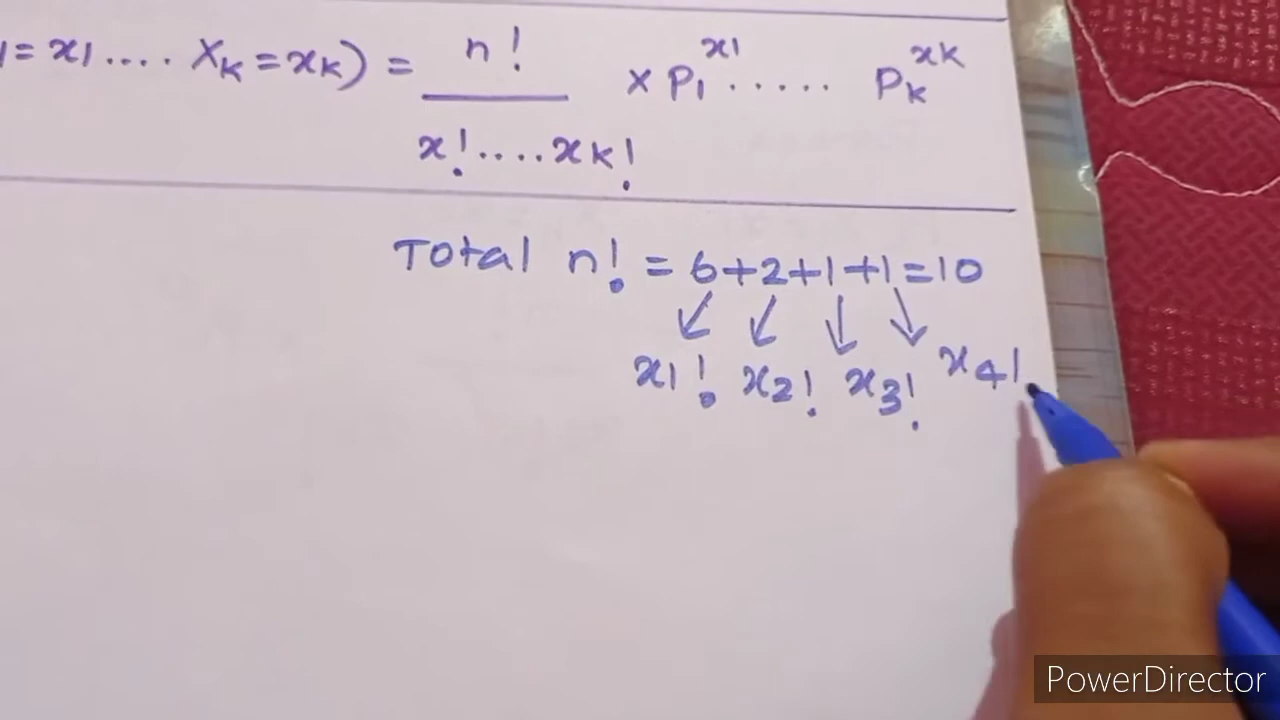 1=x1.... Xk=xk) = n! x P1^x1 ..... Pk^xk
x!....xk!
Total n! = 6+2+1+1=10
x1! x2! x3! x4!
PowerDirector